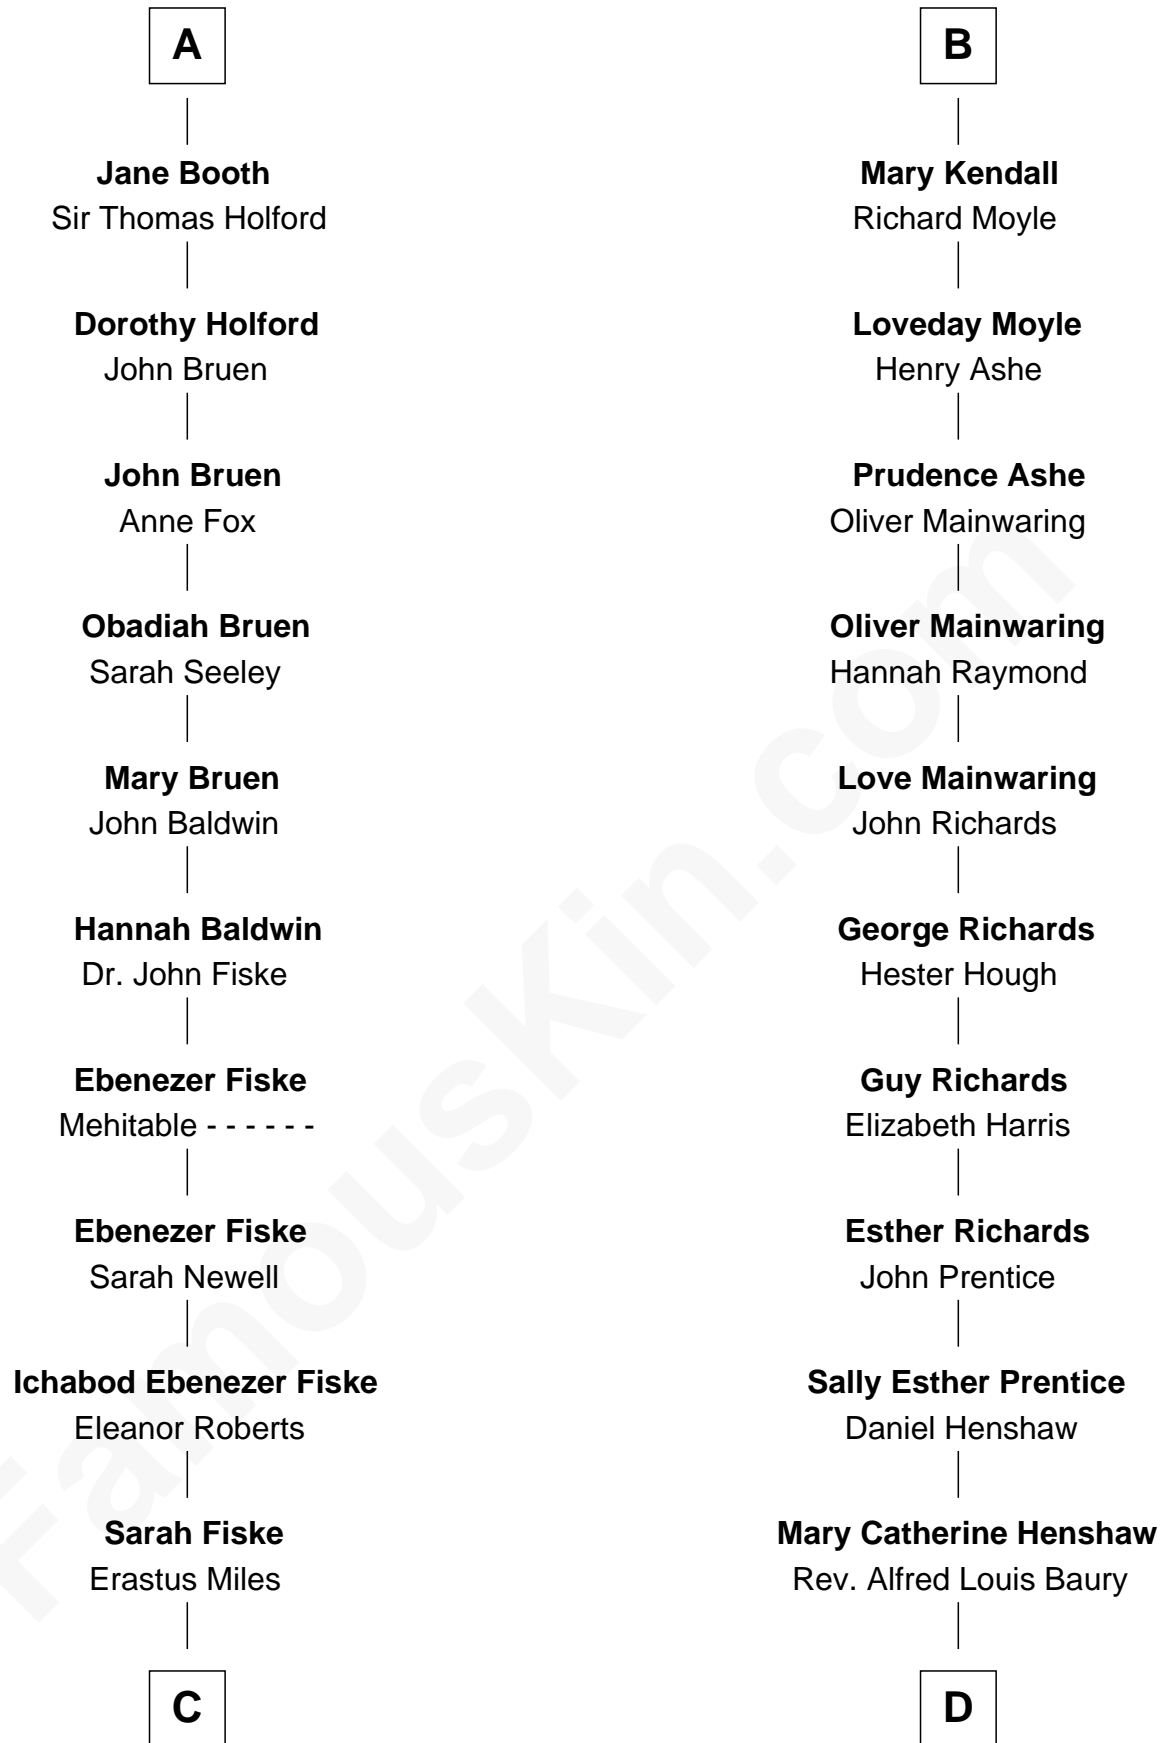 A
Jane Booth
Sir Thomas Holford
Dorothy Holford
John Bruen
John Bruen
Anne Fox
Obadiah Bruen
Sarah Seeley
Mary Bruen
John Baldwin
Hannah Baldwin
Dr. John Fiske
Ebenezer Fiske
Mehitable - - - - - -
Ebenezer Fiske
Sarah Newell
Ichabod Ebenezer Fiske
Eleanor Roberts
Sarah Fiske
Erastus Miles
C
B
Mary Kendall
Richard Moyle
Loveday Moyle
Henry Ashe
Prudence Ashe
Oliver Mainwaring
Oliver Mainwaring
Hannah Raymond
Love Mainwaring
John Richards
George Richards
Hester Hough
Guy Richards
Elizabeth Harris
Esther Richards
John Prentice
Sally Esther Prentice
Daniel Henshaw
Mary Catherine Henshaw
Rev. Alfred Louis Baury
D
FamousKin.com